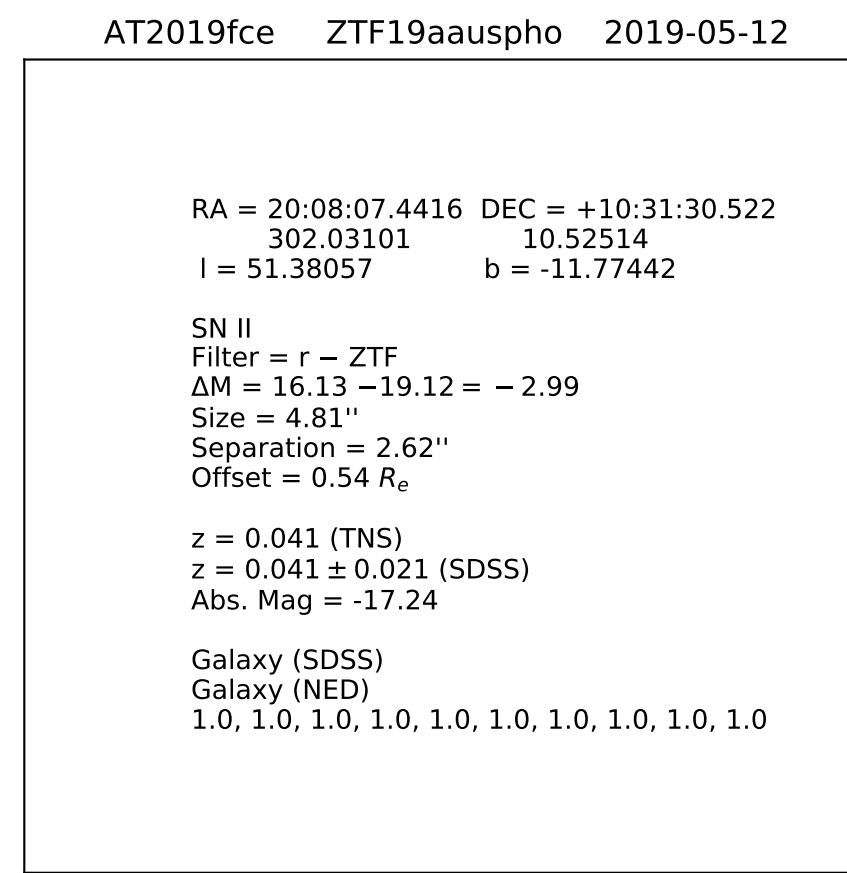 AT2019fce ZTF19aauspho 2019-05-12
RA = 20:08:07.4416 DEC = +10:31:30.522
302.03101 10.52514
l = 51.38057 b = -11.77442
SN II
Filter = r − ZTF
ΔM = 16.13 −19.12 = − 2.99
Size = 4.81''
Separation = 2.62''
Offset = 0.54 Re
z = 0.041 (TNS)
z = 0.041 ± 0.021 (SDSS)
Abs. Mag = -17.24
Galaxy (SDSS)
Galaxy (NED)
1.0, 1.0, 1.0, 1.0, 1.0, 1.0, 1.0, 1.0, 1.0, 1.0